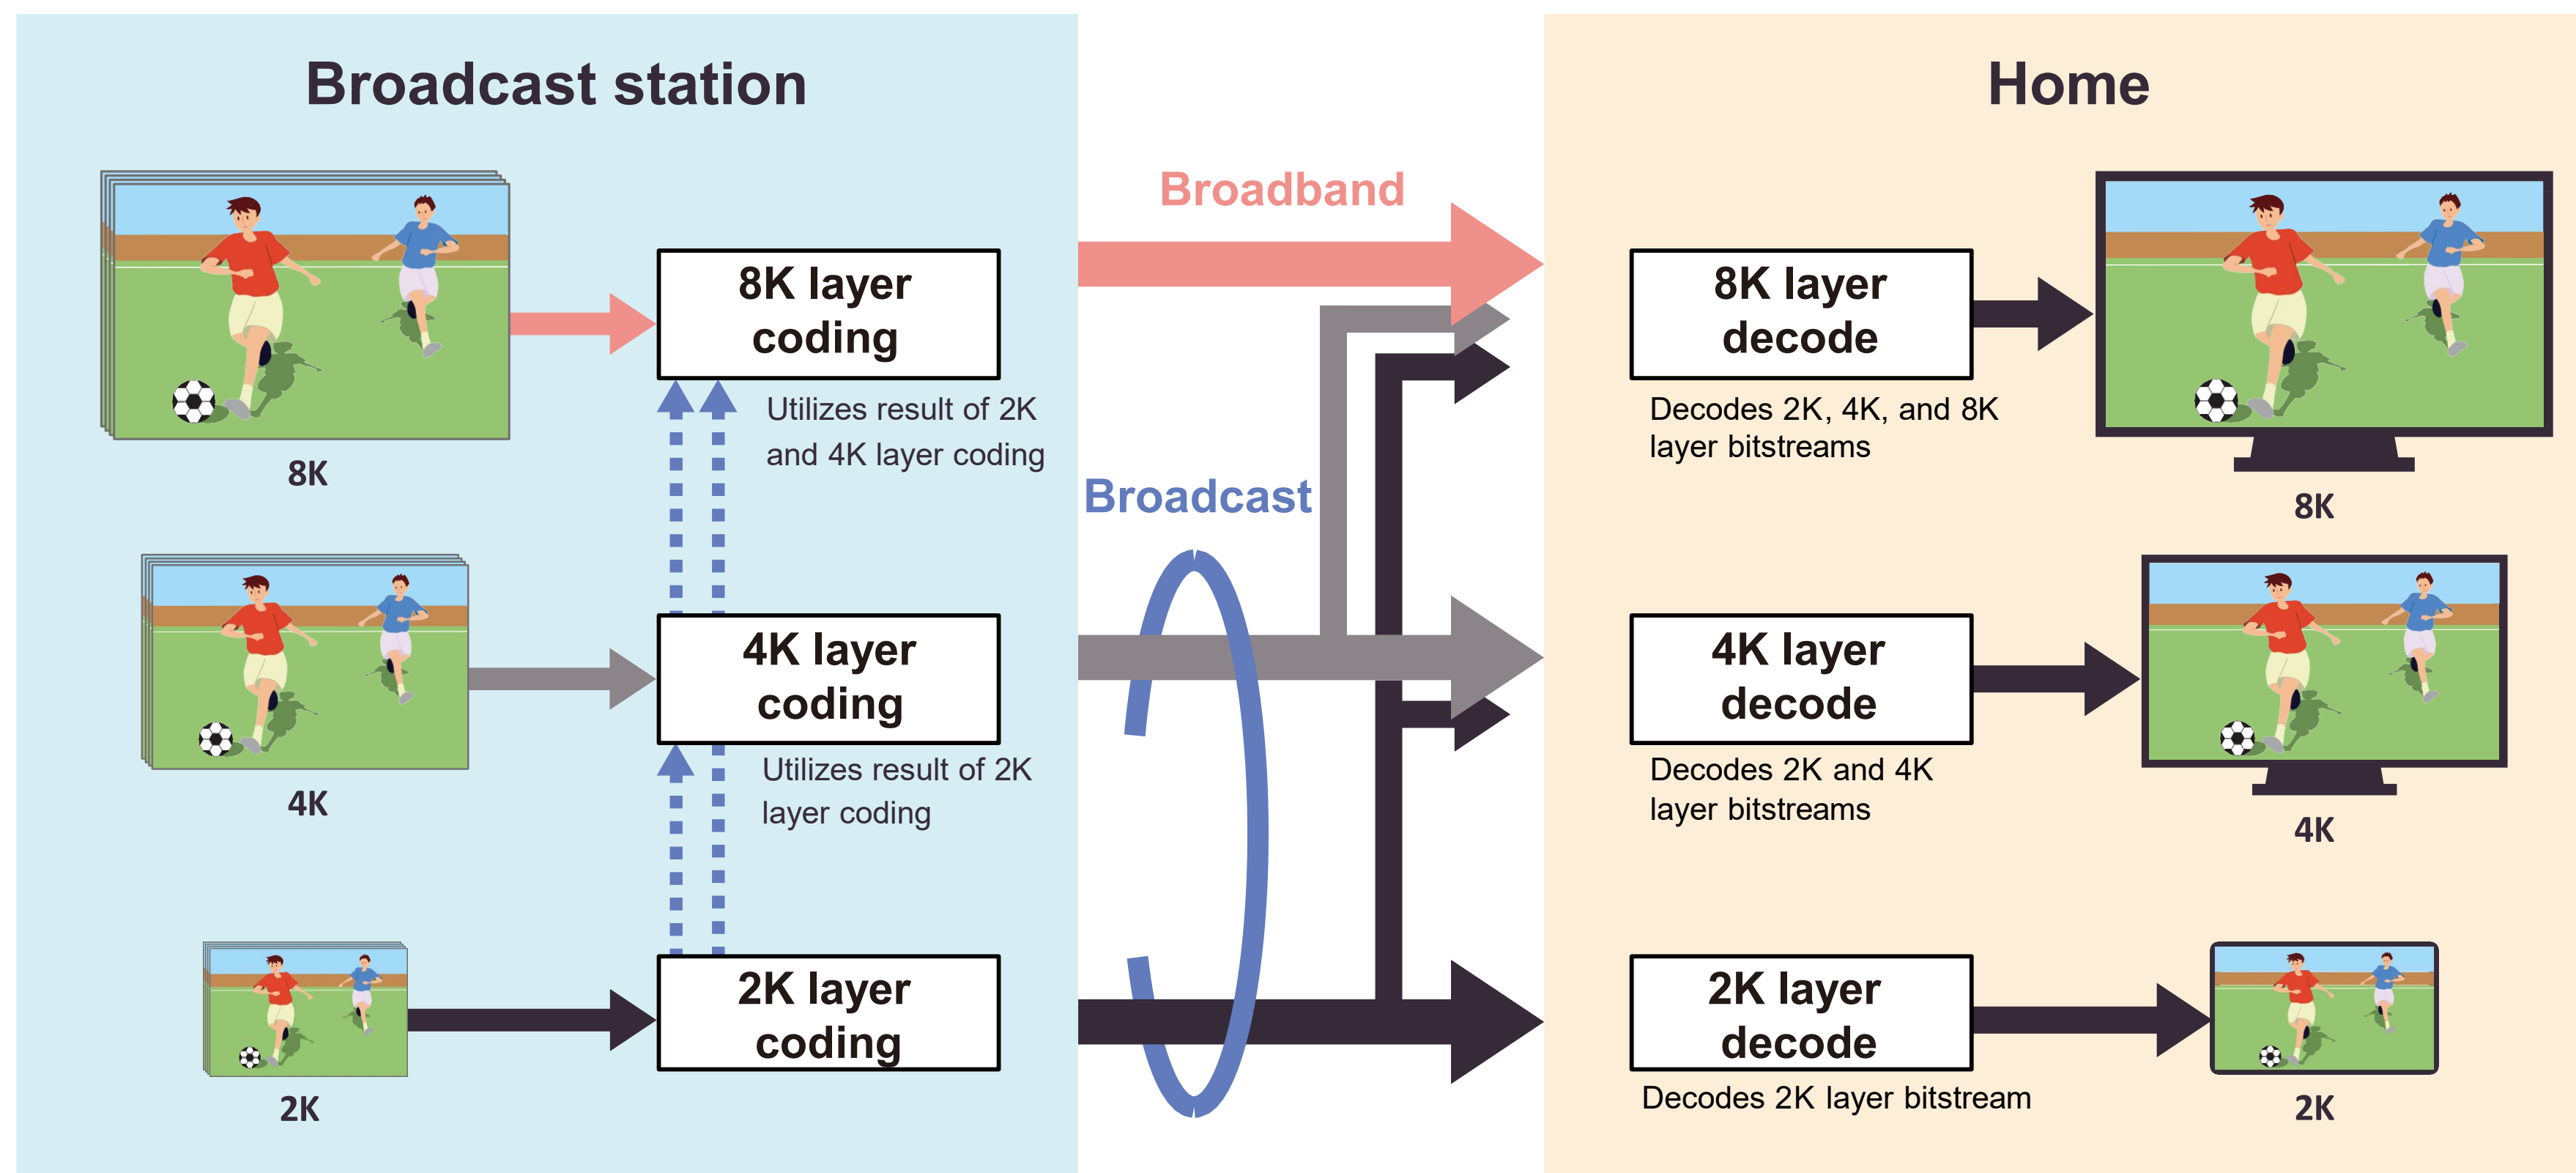 Broadcast station
8K
8K layer
coding
Utilizes result of 2K
and 4K layer coding
4K
4K layer
coding
Utilizes result of 2K
layer coding
2K
2K layer
coding
Broadband
Broadcast
Home
8K layer
decode
Decodes 2K, 4K, and 8K
layer bitstreams
8K
4K layer
decode
Decodes 2K and 4K
layer bitstreams
4K
2K layer
decode
Decodes 2K layer bitstream
2K